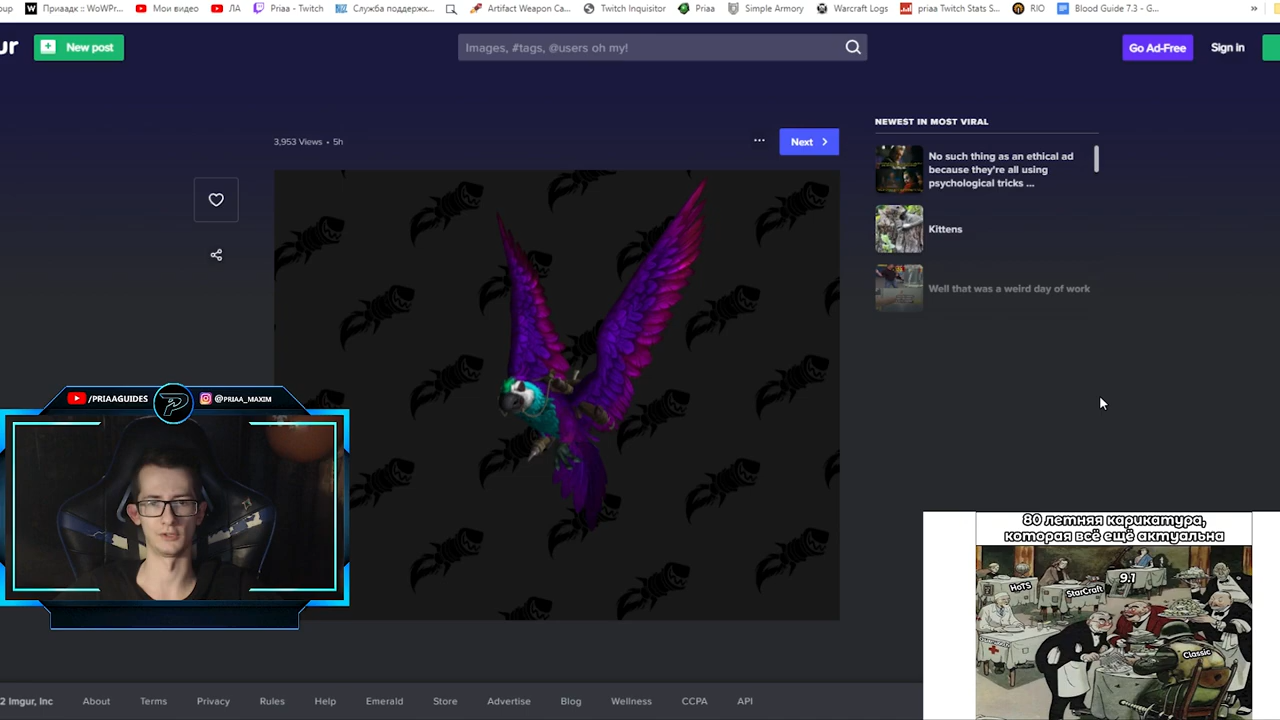 oup
WoWPr...
Мои видео
ЛА
Priaa - Twitch
Служба поддержк...
Artifact Weapon Ca...
Twitch Inquisitor
Priaa
Simple Armory
Warcraft Logs
priaa Twitch Stats S...
RIO
Blood Guide 7.3 - G...
»
ur
New post
Images, #tags, @users oh my!
Go Ad-Free
Sign in
3,953 Views • 5h
...
Next
NEWEST IN MOST VIRAL
No such thing as an ethical ad
because they're all using
psychological tricks ...
Kittens
Well that was a weird day of work
/PRIAAGUIDES
@PRIAA_MAXIM
80 летняя карикатура,
которая всё ещё актуальна
HoTS
StarCraft
9.1
Classic
2 Imgur, Inc
About
Terms
Privacy
Rules
Help
Emerald
Store
Advertise
Blog
Wellness
CCPA
API